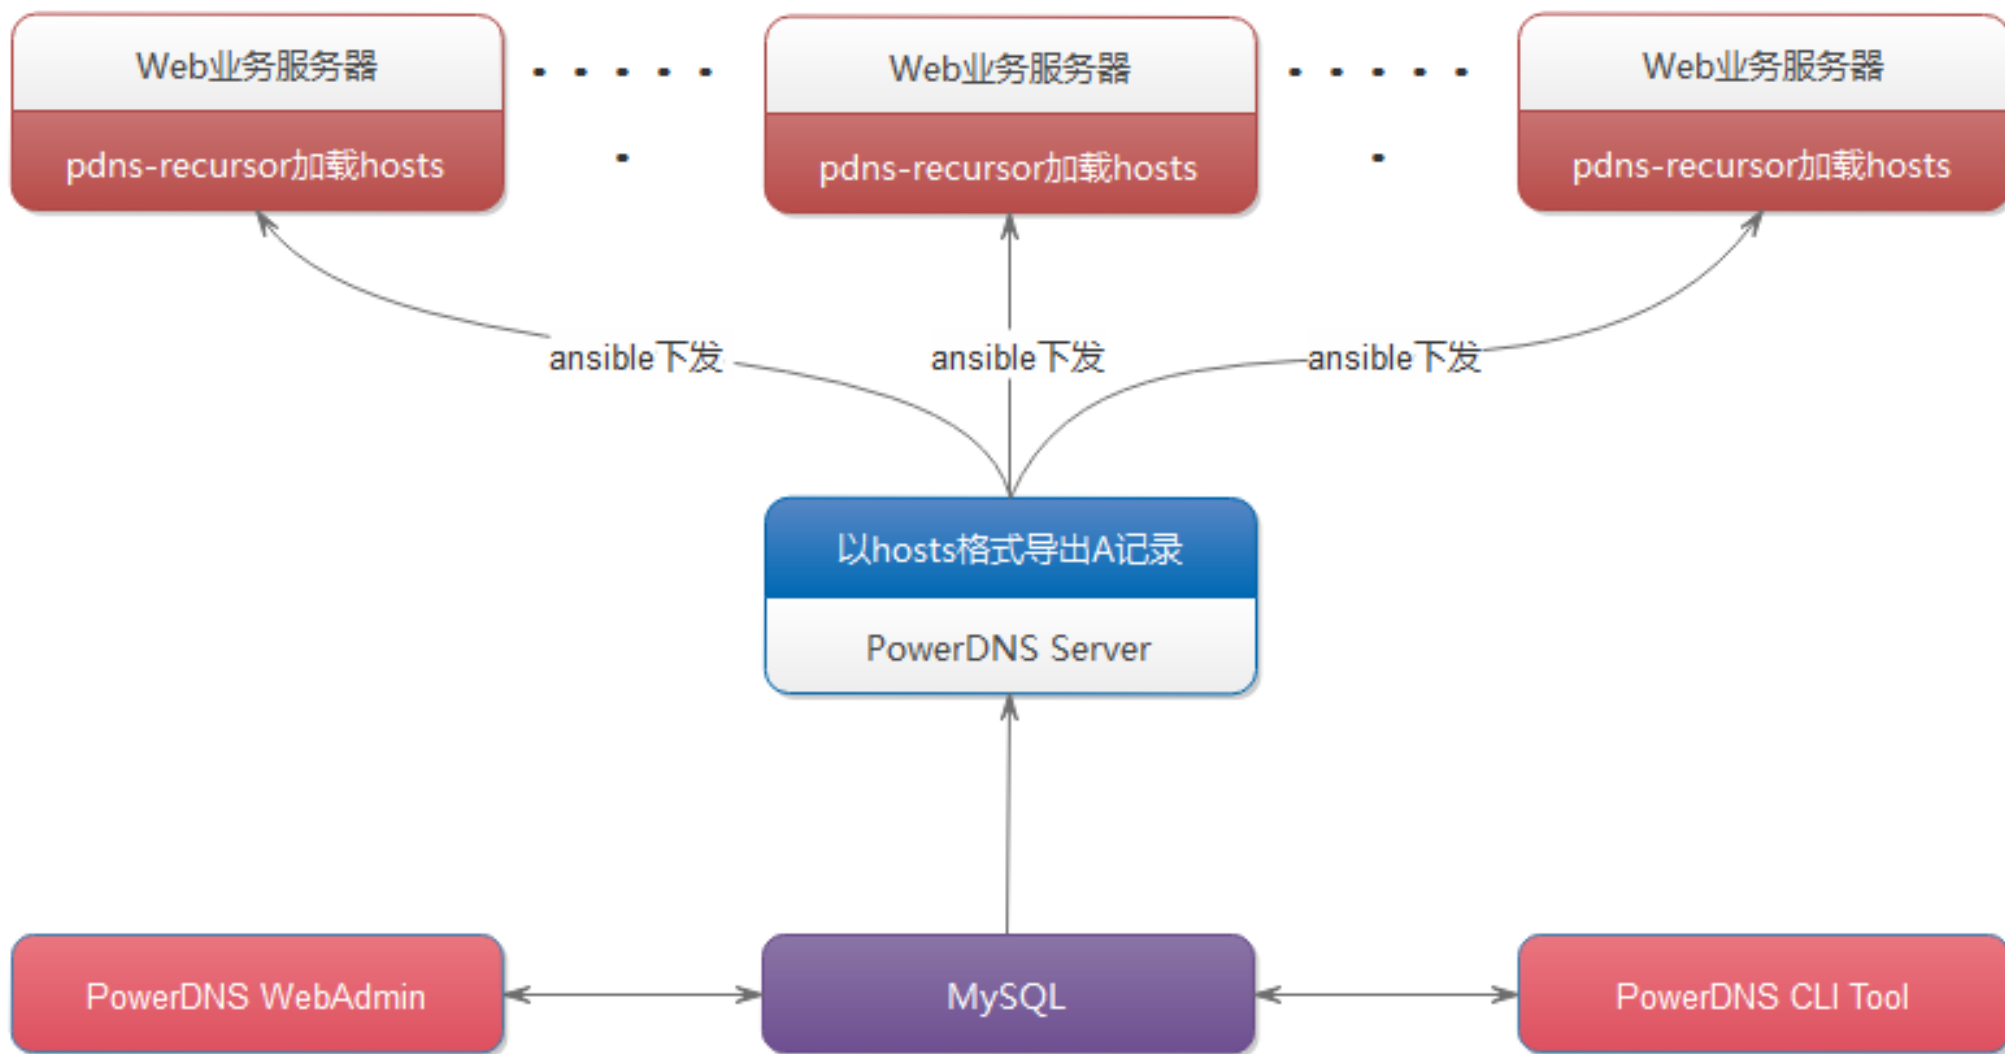 Web业务服务器
Web业务服务器
Web业务服务器
pdns-recursor加载hosts
pdns-recursor加载hosts
pdns-recursor加载hosts
ansible下发
ansible下发
ansible下发
以hosts格式导出A记录
PowerDNS Server
PowerDNS WebAdmin
MySQL
PowerDNS CLI Tool